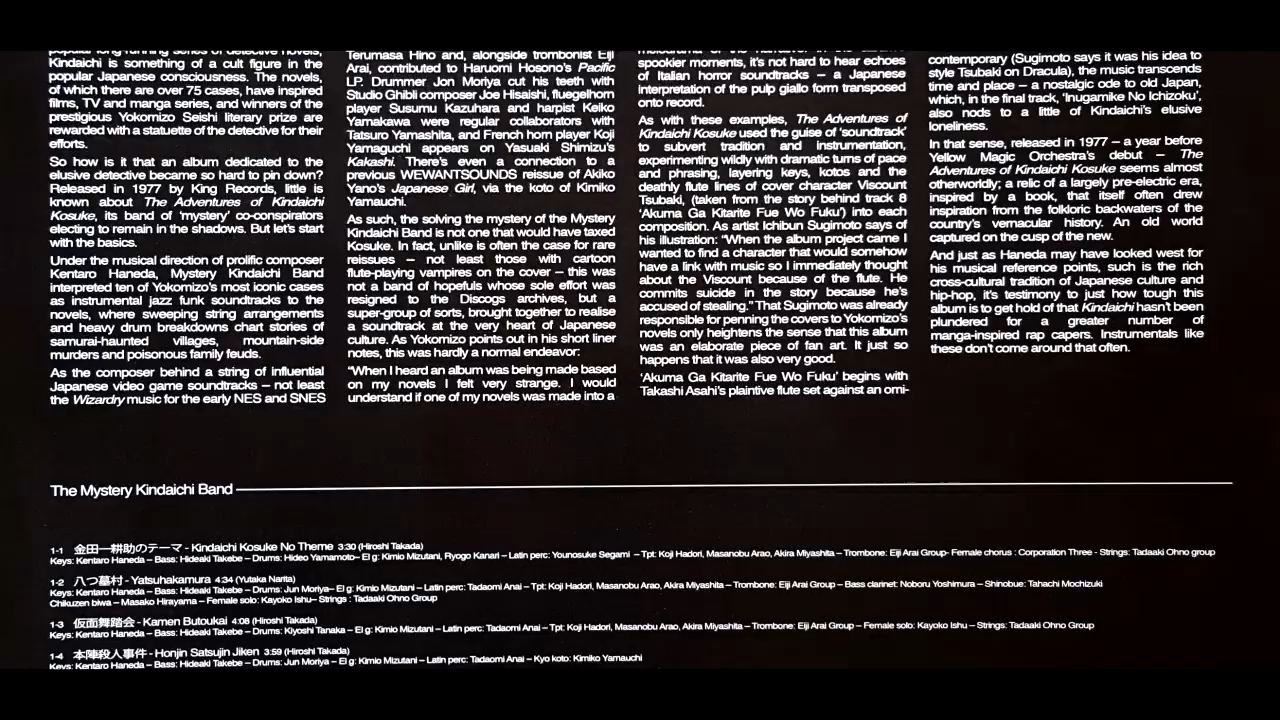 popular long-running series of detective novels,
Kindaichi is something of a cult figure in the
popular Japanese consciousness. The novels,
of which there are over 75 cases, have inspired
films, TV and manga series, and winners of the
prestigious Yokomizo Seishi literary prize are
rewarded with a statuette of the detective for their
efforts.
So how is it that an album dedicated to the
elusive detective became so hard to pin down?
Released in 1977 by King Records, little is
known about The Adventures of Kindaichi
Kosuke, its band of ‘mystery’ co-conspirators
electing to remain in the shadows. But let’s start
with the basics.
Under the musical direction of prolific composer
Kentaro Haneda, Mystery Kindaichi Band
interpreted ten of Yokomizo’s most iconic cases
as instrumental jazz funk soundtracks to the
novels, where sweeping string arrangements
and heavy drum breakdowns chart stories of
samurai-haunted villages, mountain-side
murders and poisonous family feuds.
As the composer behind a string of influential
Japanese video game soundtracks – not least
the Wizardry music for the early NES and SNES
Terumasa Hino and, alongside trombonist Eiji
Arai, contributed to Haruomi Hosono’s Pacific
LP. Drummer Jon Moriya cut his teeth with
Studio Ghibli composer Joe Hisaishi, fluegelhorn
player Susumu Kazuhara and harpist Keiko
Yamakawa were regular collaborators with
Tatsuro Yamashita, and French horn player Koji
Yamaguchi appears on Yasuaki Shimizu’s
Kakashi. There’s even a connection to a
previous WEWANTSOUNDS reissue of Akiko
Yano’s Japanese Girl, via the koto of Kimiko
Yamauchi.
As such, the solving the mystery of the Mystery
Kindaichi Band is not one that would have taxed
Kosuke. In fact, unlike is often the case for rare
reissues – not least those with cartoon
flute-playing vampires on the cover – this was
not a band of hopefuls whose sole effort was
resigned to the Discogs archives, but a
super-group of sorts, brought together to realise
a soundtrack at the very heart of Japanese
culture. As Yokomizo points out in his short liner
notes, this was hardly a normal endeavor:
“When I heard an album was being made based
on my novels I felt very strange. I would
understand if one of my novels was made into a
melodrama of the narrative. In the album’s
spookier moments, it’s not hard to hear echoes
of Italian horror soundtracks – a Japanese
interpretation of the pulp giallo form transposed
onto record.
As with these examples, The Adventures of
Kindaichi Kosuke used the guise of ‘soundtrack’
to subvert tradition and instrumentation,
experimenting wildly with dramatic turns of pace
and phrasing, layering keys, kotos and the
deathly flute lines of cover character Viscount
Tsubaki, (taken from the story behind track 8
‘Akuma Ga Kitarite Fue Wo Fuku’) into each
composition. As artist Ichibun Sugimoto says of
his illustration: “When the album project came I
wanted to find a character that would somehow
have a link with music so I immediately thought
about the Viscount because of the flute. He
commits suicide in the story because he’s
accused of stealing.” That Sugimoto was already
responsible for penning the covers to Yokomizo’s
novels only heightens the sense that this album
was an elaborate piece of fan art. It just so
happens that it was also very good.
‘Akuma Ga Kitarite Fue Wo Fuku’ begins with
Takashi Asahi’s plaintive flute set against an omi-
contemporary (Sugimoto says it was his idea to
style Tsubaki on Dracula), the music transcends
time and place – a nostalgic ode to old Japan,
which, in the final track, ‘Inugamike No Ichizoku’,
also nods to a little of Kindaichi’s elusive
loneliness.
In that sense, released in 1977 – a year before
Yellow Magic Orchestra’s debut – The
Adventures of Kindaichi Kosuke seems almost
otherworldly; a relic of a largely pre-electric era,
inspired by a book, that itself often drew
inspiration from the folkloric backwaters of the
country’s vernacular history. An old world
captured on the cusp of the new.
And just as Haneda may have looked west for
his musical reference points, such is the rich
cross-cultural tradition of Japanese culture and
hip-hop, it’s testimony to just how tough this
album is to get hold of that Kindaichi hasn’t been
plundered for a greater number of
manga-inspired rap capers. Instrumentals like
these don’t come around that often.
The Mystery Kindaichi Band
1-1 金田一耕助のテーマ - Kindaichi Kosuke No Theme 3:30 (Hiroshi Takada)
Keys: Kentaro Haneda – Bass: Hideaki Takebe – Drums: Hideo Yamamoto– El g: Kimio Mizutani, Ryogo Kanari – Latin perc: Younosuke Segami – Tpt: Koji Hadori, Masanobu Arao, Akira Miyashita – Trombone: Eiji Arai Group- Female chorus : Corporation Three - Strings: Tadaaki Ohno group
1-2 八つ墓村 - Yatsuhakamura 4:34 (Yutaka Narita)
Keys: Kentaro Haneda – Bass: Hideaki Takebe – Drums: Jun Moriya– El g: Kimio Mizutani – Latin perc: Tadaomi Anai – Tpt: Koji Hadori, Masanobu Arao, Akira Miyashita – Trombone: Eiji Arai Group – Bass clarinet: Noboru Yoshimura – Shinobue: Tahachi Mochizuki
Chikuzen biwa – Masako Hirayama – Female solo: Kayoko Ishu– Strings : Tadaaki Ohno Group
1-3 仮面舞踏会 - Kamen Butoukai 4:08 (Hiroshi Takada)
Keys: Kentaro Haneda – Bass: Hideaki Takebe – Drums: Kiyoshi Tanaka – El g: Kimio Mizutani – Latin perc: Tadaomi Anai – Tpt: Koji Hadori, Masanobu Arao, Akira Miyashita – Trombone: Eiji Arai Group – Female solo: Kayoko Ishu – Strings: Tadaaki Ohno Group
1-4 本陣殺人事件 - Honjin Satsujin Jiken 3:59 (Hiroshi Takada)
Keys: Kentaro Haneda – Bass: Hideaki Takebe – Drums: Jun Moriya – El g: Kimio Mizutani – Latin perc: Tadaomi Anai – Kyo koto: Kimiko Yamauchi